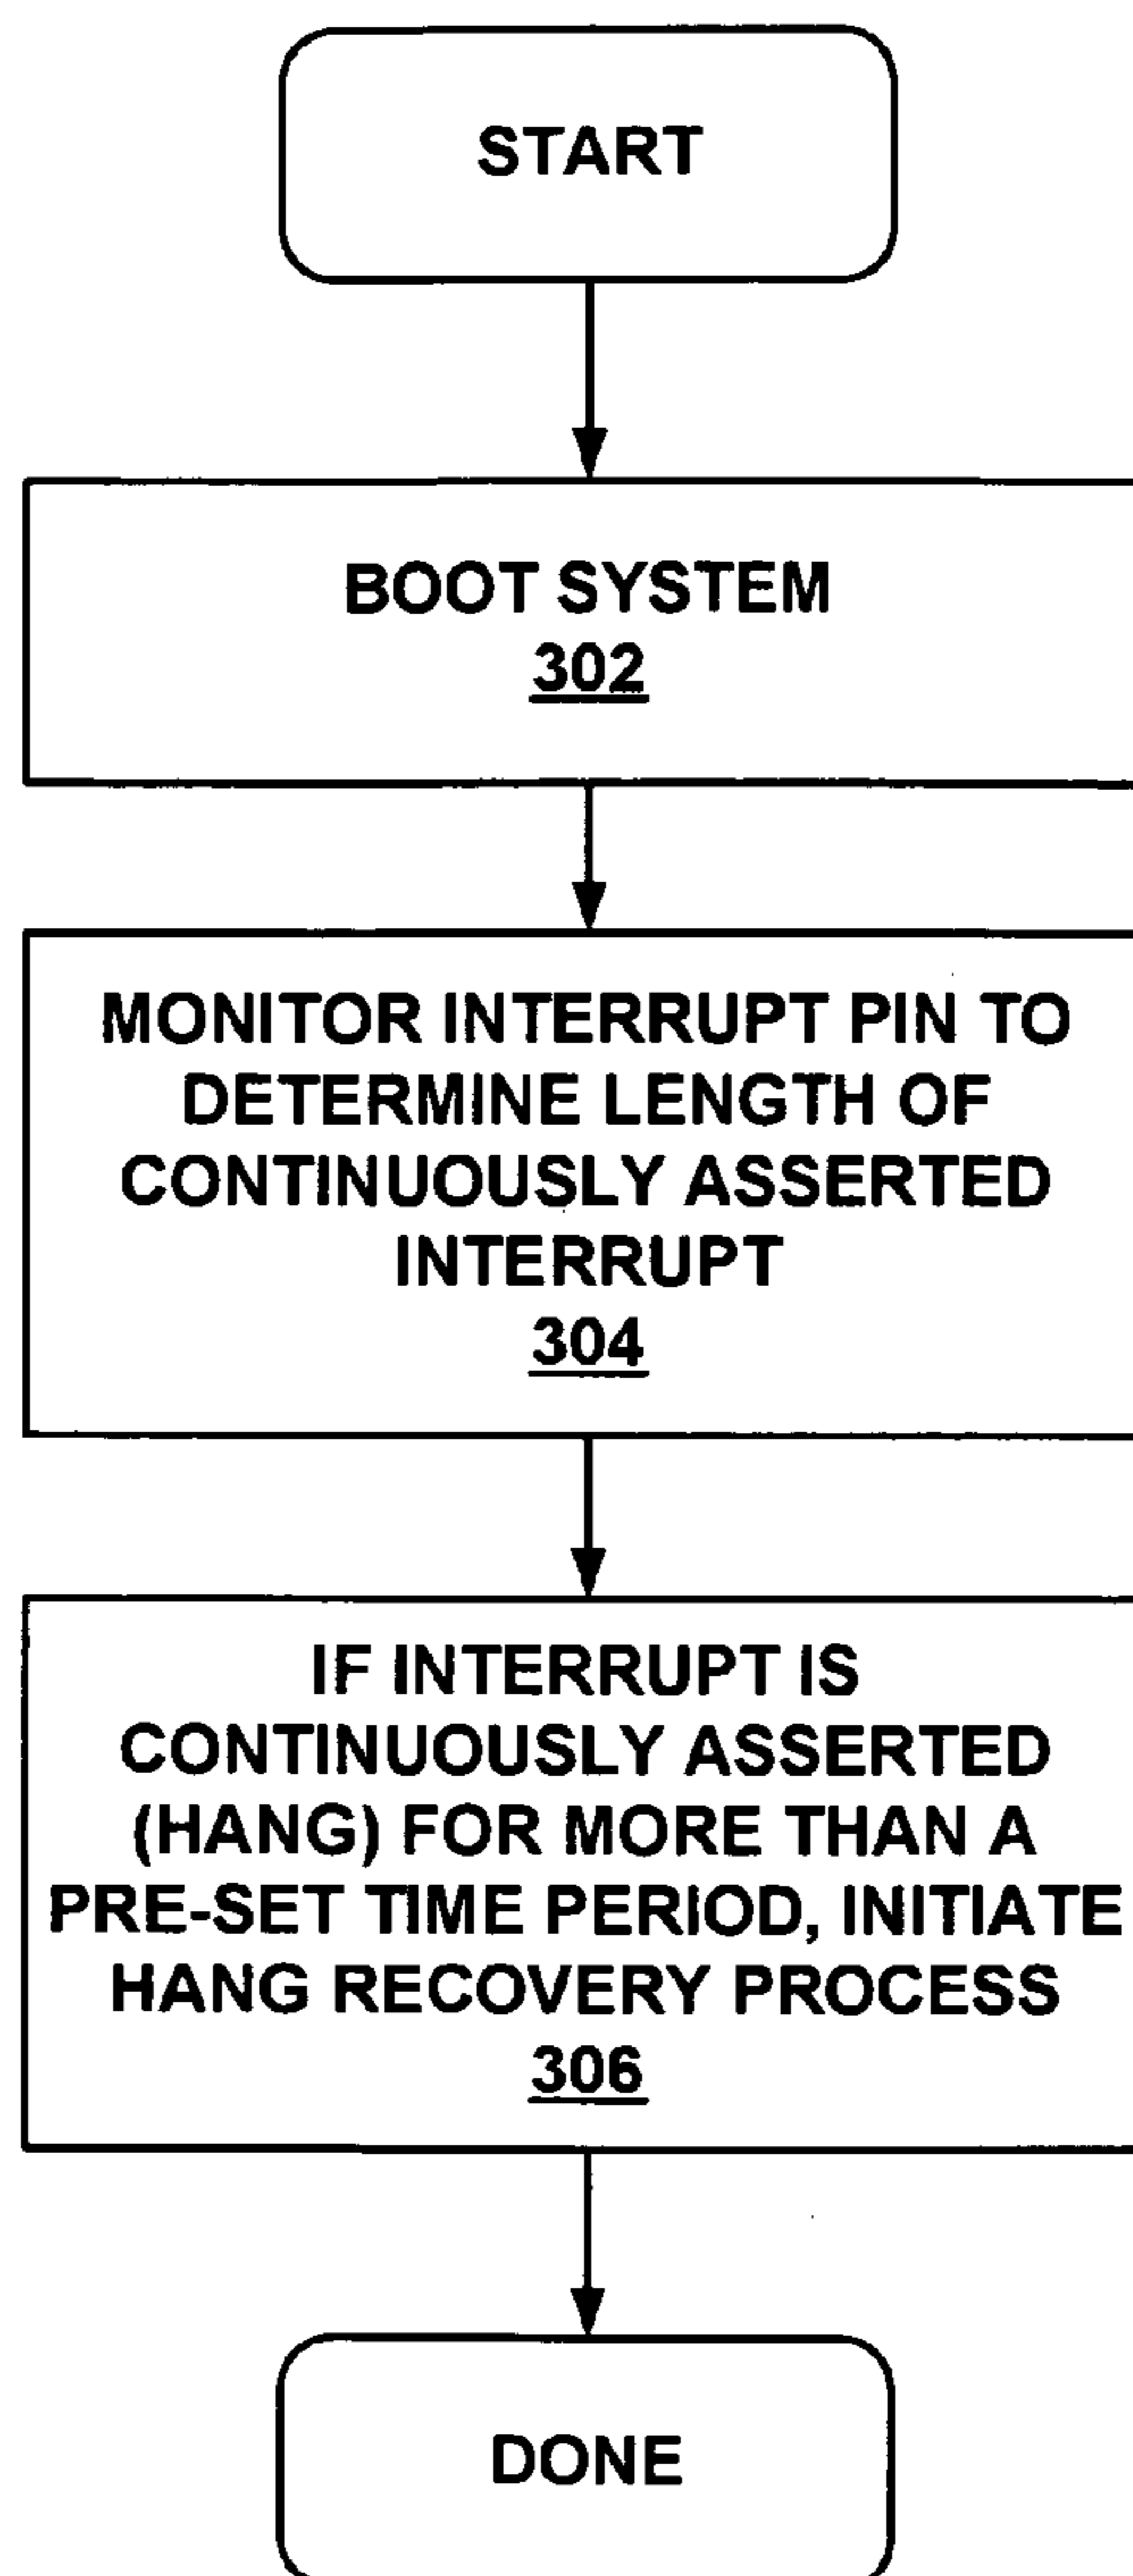 START
BOOT SYSTEM
302
MONITOR INTERRUPT PIN TO
DETERMINE LENGTH OF
CONTINUOUSLY ASSERTED
INTERRUPT
304
IF INTERRUPT IS
CONTINUOUSLY ASSERTED
(HANG) FOR MORE THAN A
PRE-SET TIME PERIOD, INITIATE
HANG RECOVERY PROCESS
306
DONE